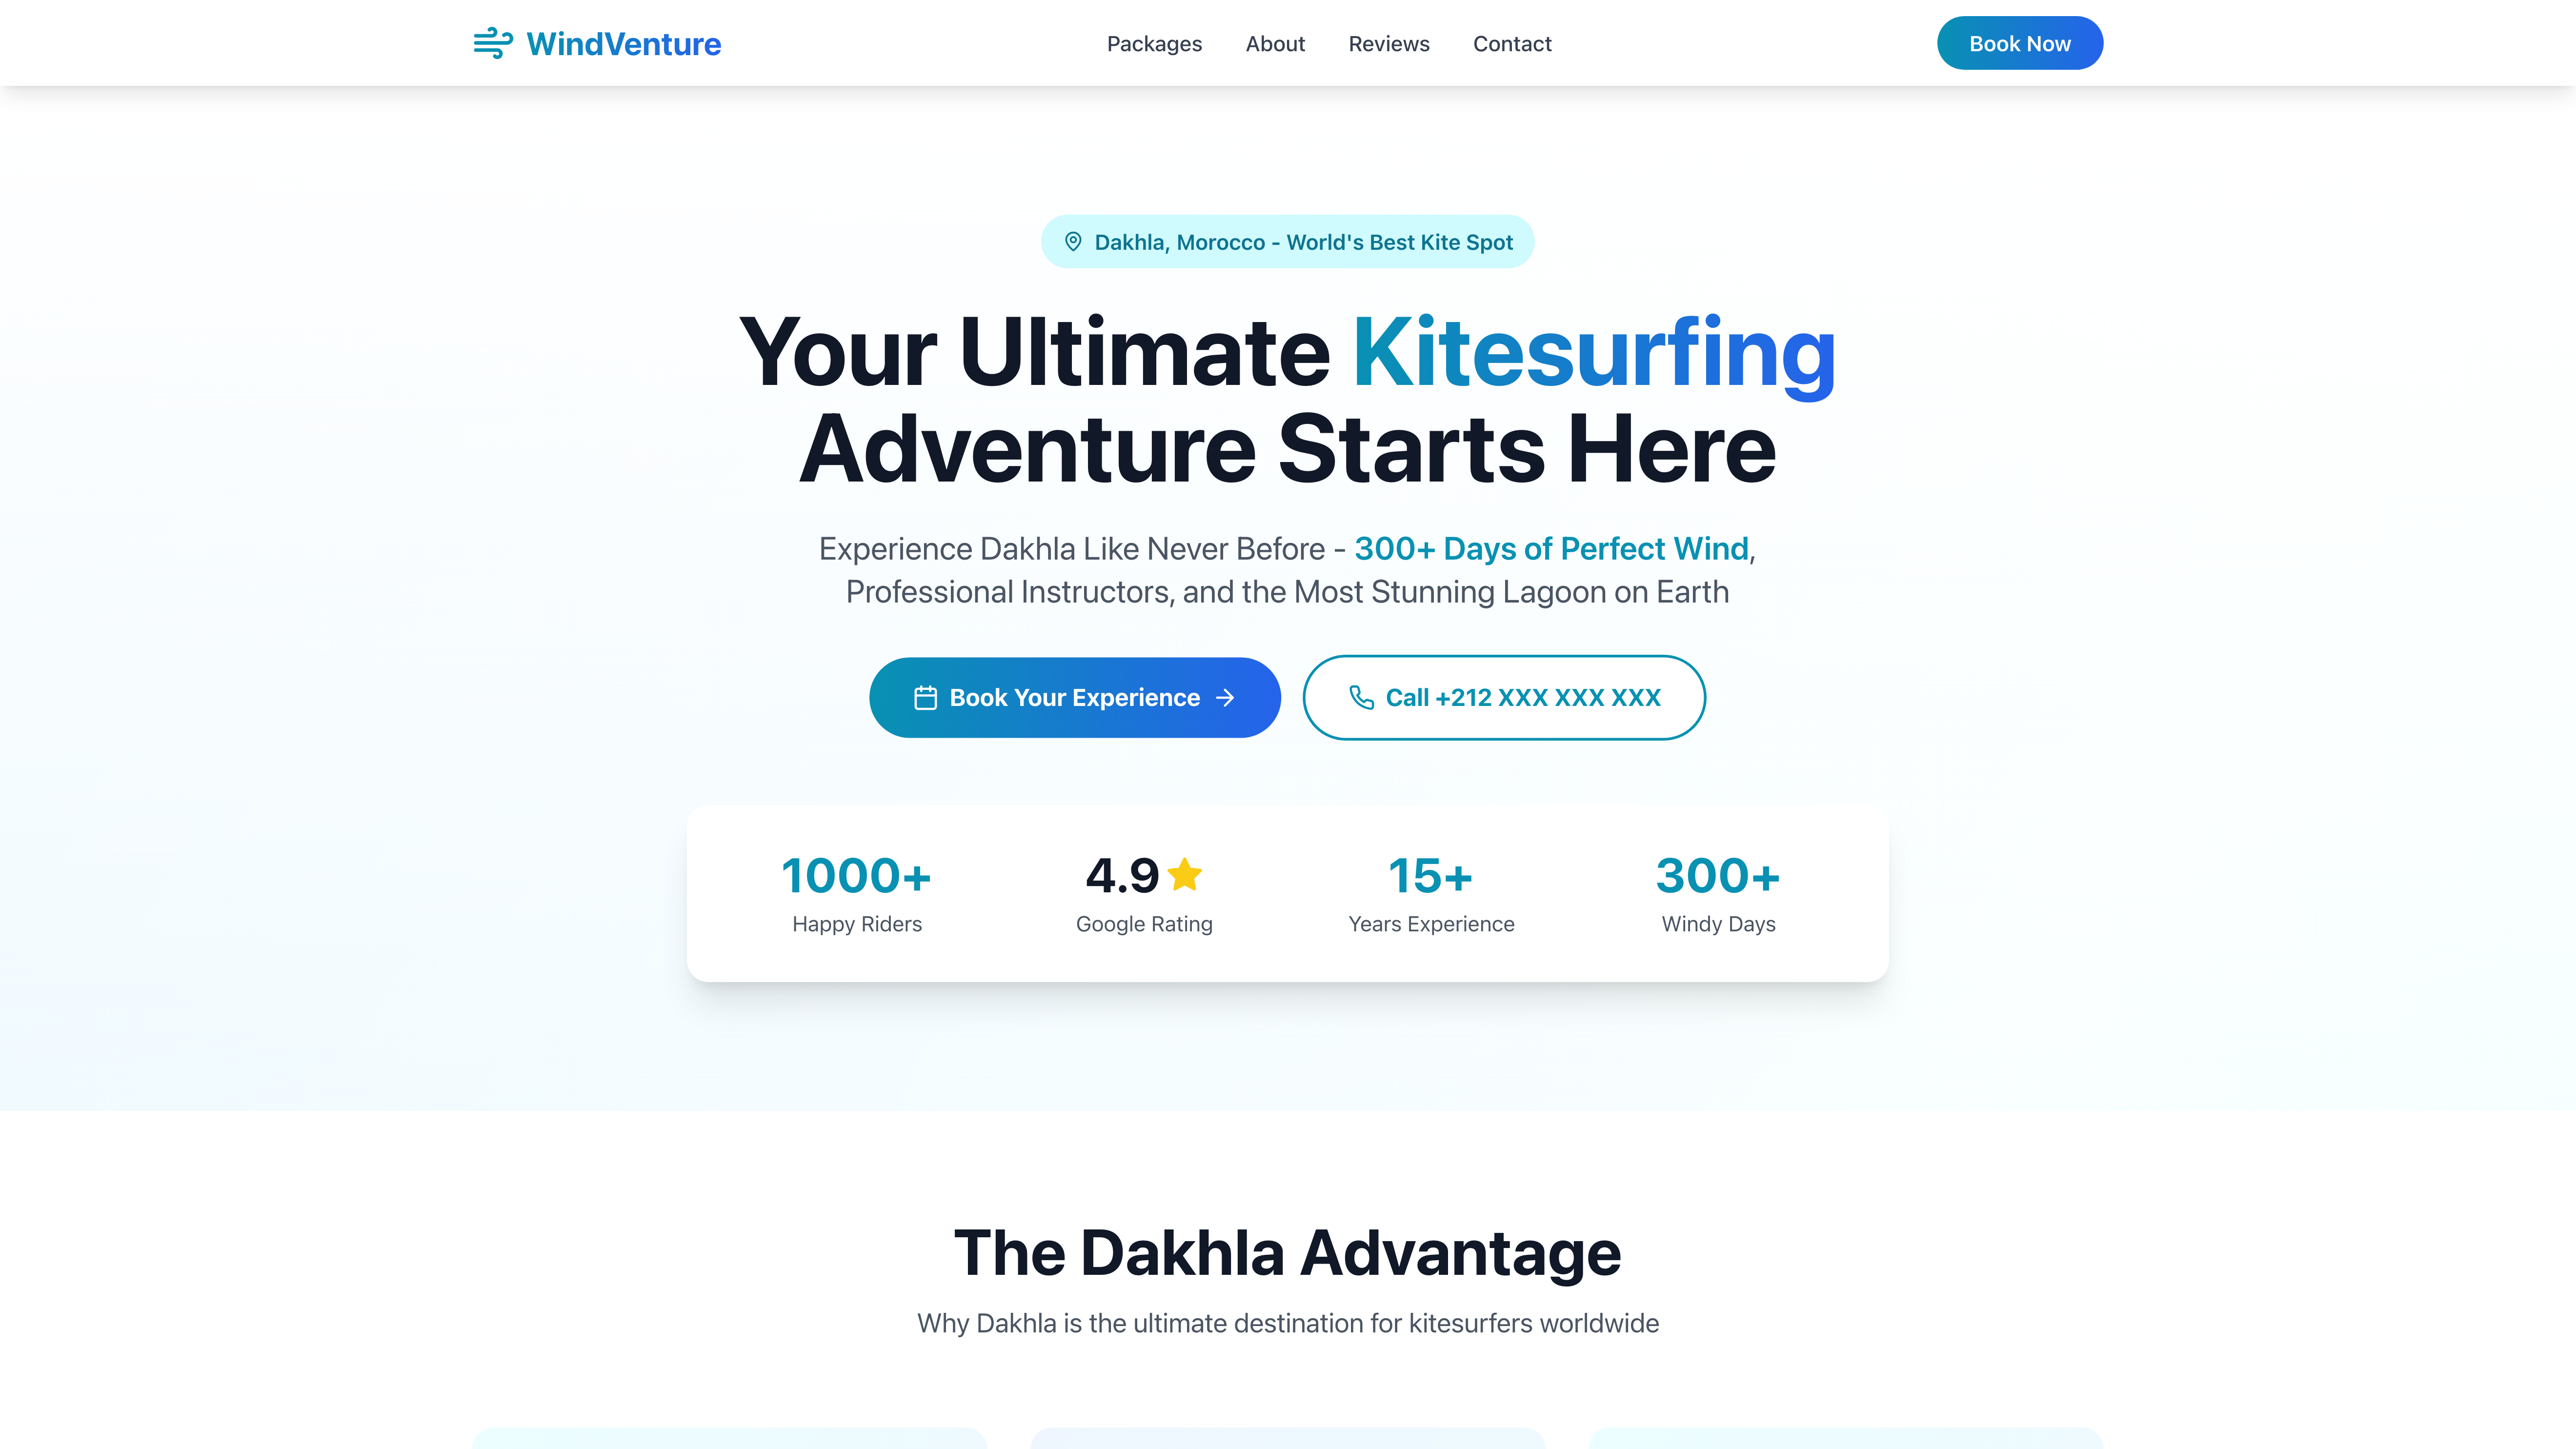 WindVenture
Packages
About
Reviews
Contact
Book Now
Dakhla, Morocco - World's Best Kite Spot
Your Ultimate Kitesurfing
Adventure Starts Here
Experience Dakhla Like Never Before - 300+ Days of Perfect Wind,
Professional Instructors, and the Most Stunning Lagoon on Earth
Book Your Experience
Call +212 XXX XXX XXX
1000+
Happy Riders
4.9
Google Rating
15+
Years Experience
300+
Windy Days
The Dakhla Advantage
Why Dakhla is the ultimate destination for kitesurfers worldwide